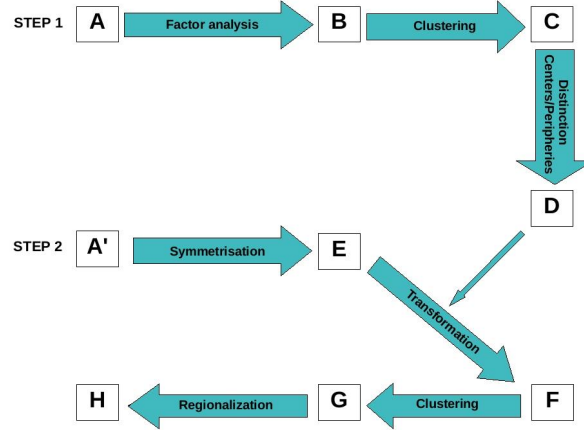 STEP 1 A Factor analysis B Clustering C
Distinction
Centers/Peripheries
D
STEP 2 A' Symmetrisation E
Transformation
H Regionalization G Clustering F